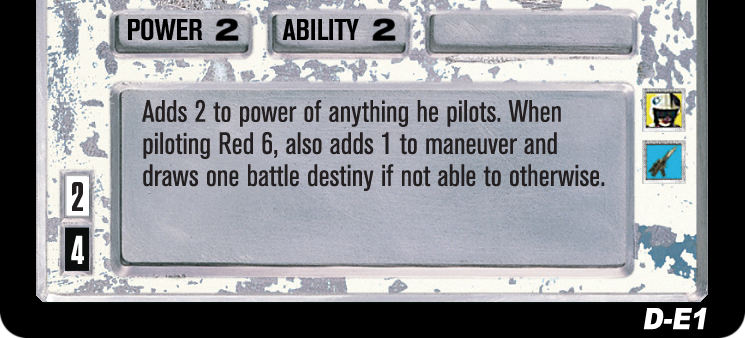 POWER 2 ABILITY 2
Adds 2 to power of anything he pilots. When
piloting Red 6, also adds 1 to maneuver and
draws one battle destiny if not able to otherwise.
2
4
D-E1